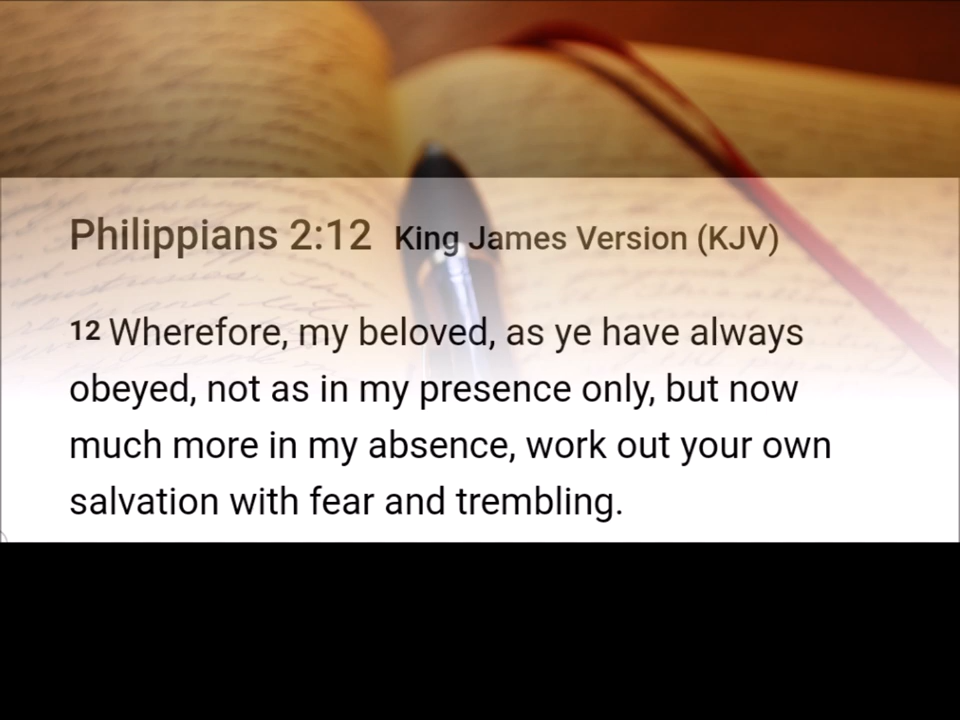 Philippians 2:12 King James Version (KJV)
12 Wherefore, my beloved, as ye have always
obeyed, not as in my presence only, but now
much more in my absence, work out your own
salvation with fear and trembling.